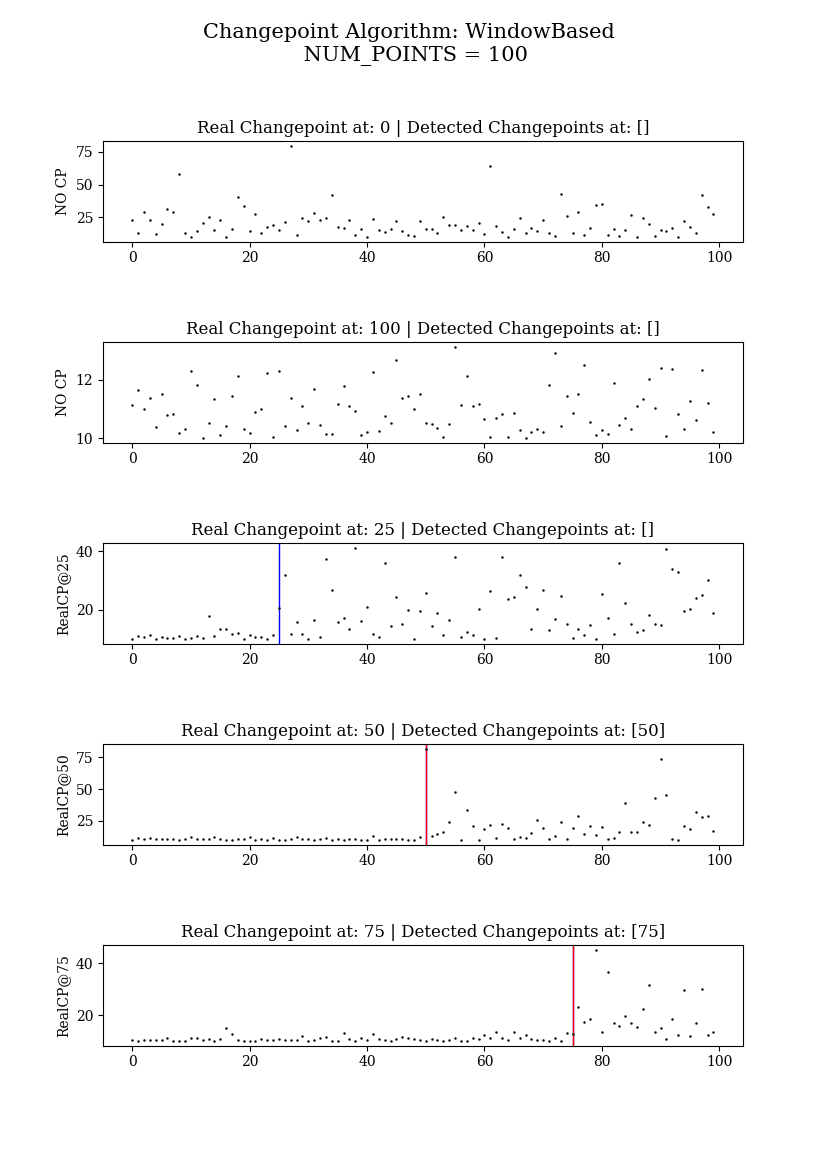 Changepoint Algorithm: WindowBased
NUM_POINTS = 100
Real Changepoint at: 0 | Detected Changepoints at: []
NO CP
75
50
25
0 20 40 60 80 100
Real Changepoint at: 100 | Detected Changepoints at: []
NO CP
12
10
0 20 40 60 80 100
Real Changepoint at: 25 | Detected Changepoints at: []
RealCP@25
40
20
0 20 40 60 80 100
Real Changepoint at: 50 | Detected Changepoints at: [50]
RealCP@50
75
50
25
0 20 40 60 80 100
Real Changepoint at: 75 | Detected Changepoints at: [75]
RealCP@75
40
20
0 20 40 60 80 100